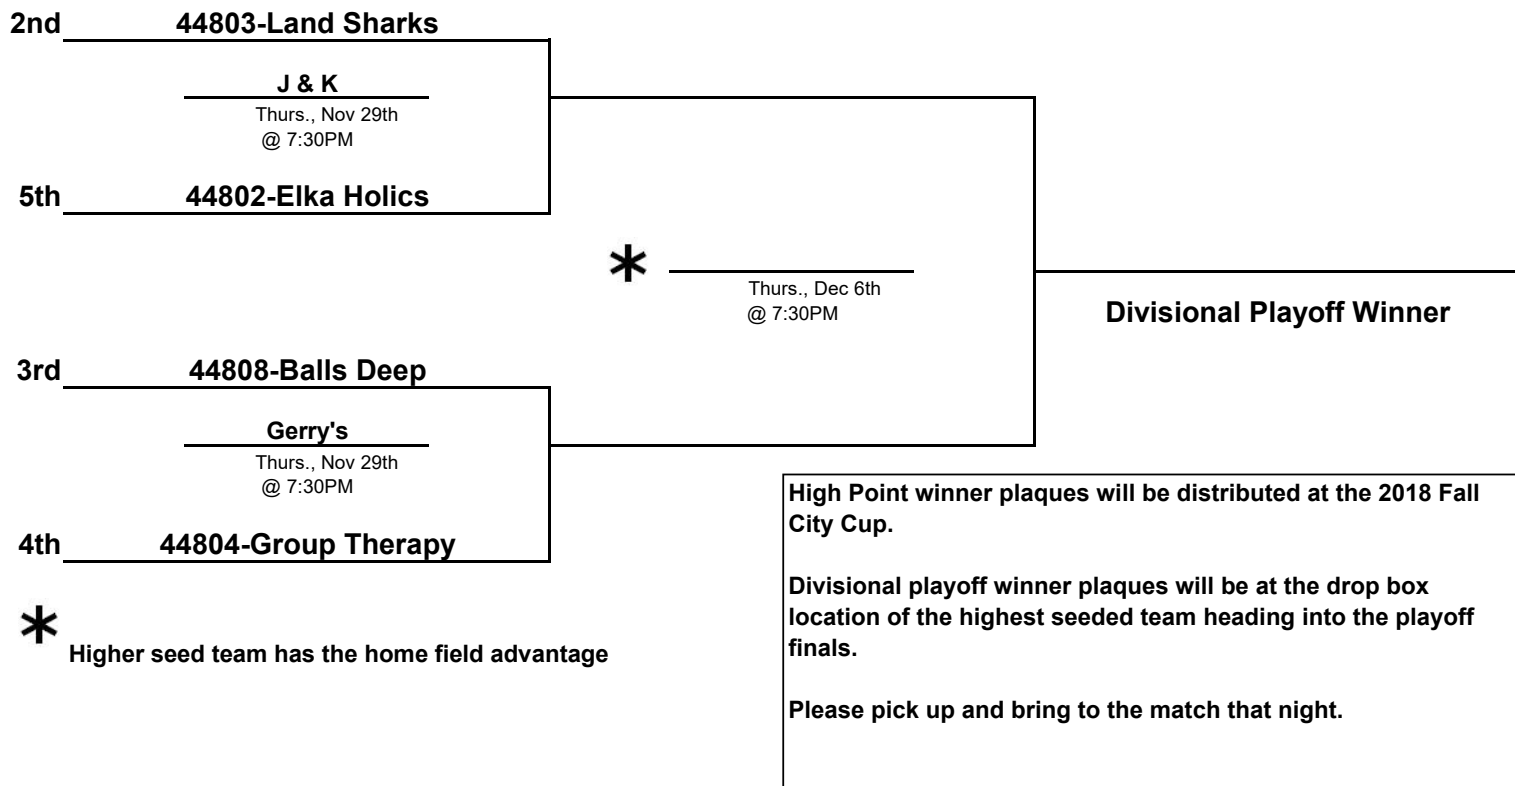 2nd 44803-Land Sharks
J & K
Thurs., Nov 29th
@ 7:30PM
5th 44802-Elka Holics
* Thurs., Dec 6th
@ 7:30PM
Divisional Playoff Winner
3rd 44808-Balls Deep
Gerry's
Thurs., Nov 29th
@ 7:30PM
4th 44804-Group Therapy
* Higher seed team has the home field advantage
High Point winner plaques will be distributed at the 2018 Fall
City Cup.
Divisional playoff winner plaques will be at the drop box
location of the highest seeded team heading into the playoff
finals.
Please pick up and bring to the match that night.